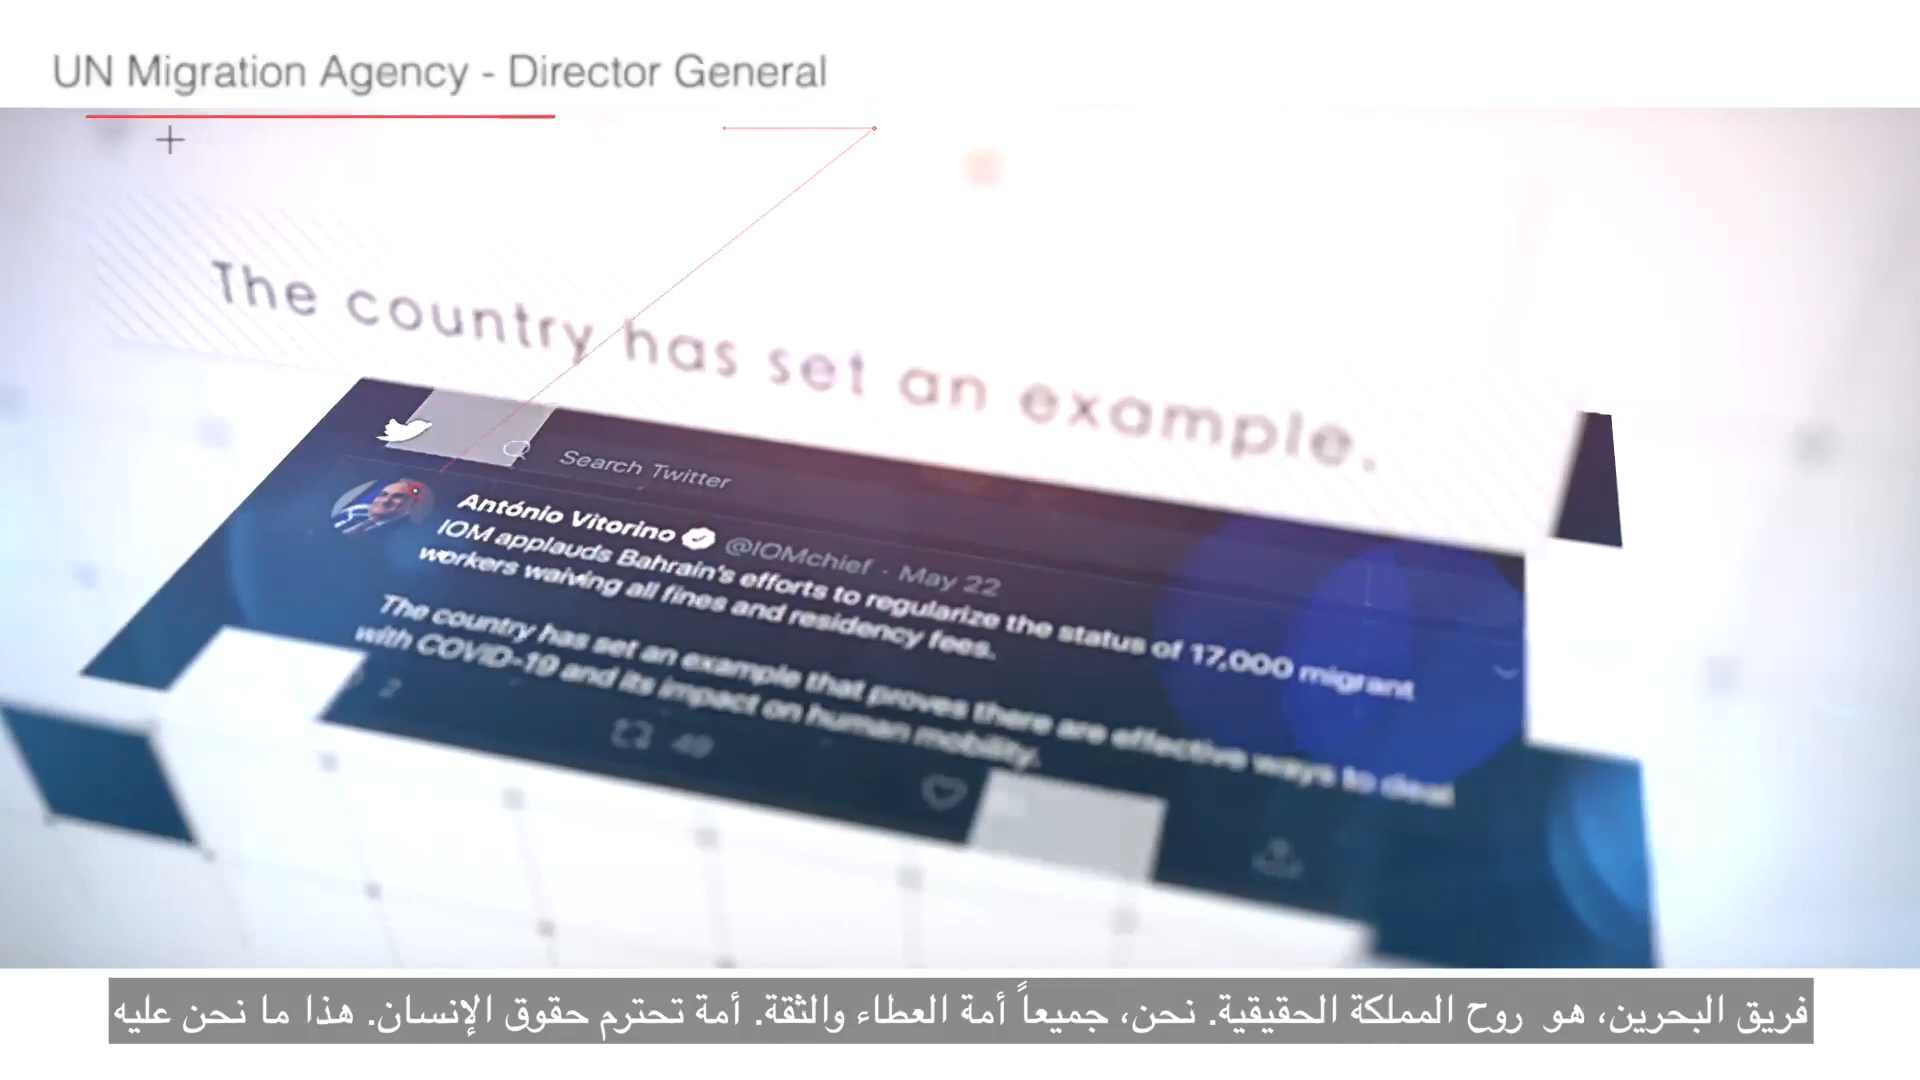 UN Migration Agency - Director General
The country has set an example.
Search Twitter
António Vitorino @IOMchief · May 22
IOM applauds Bahrain's efforts to regularize the status of 17,000 migrant
workers waiving all fines and residency fees.
The country has set an example that proves there are effective ways to deal
with COVID-19 and its impact on human mobility.
2
49
فريق البحرين، هو روح المملكة الحقيقية. نحن، جميعاً أمة العطاء والثقة. أمة تحترم حقوق الإنسان. هذا ما نحن عليه